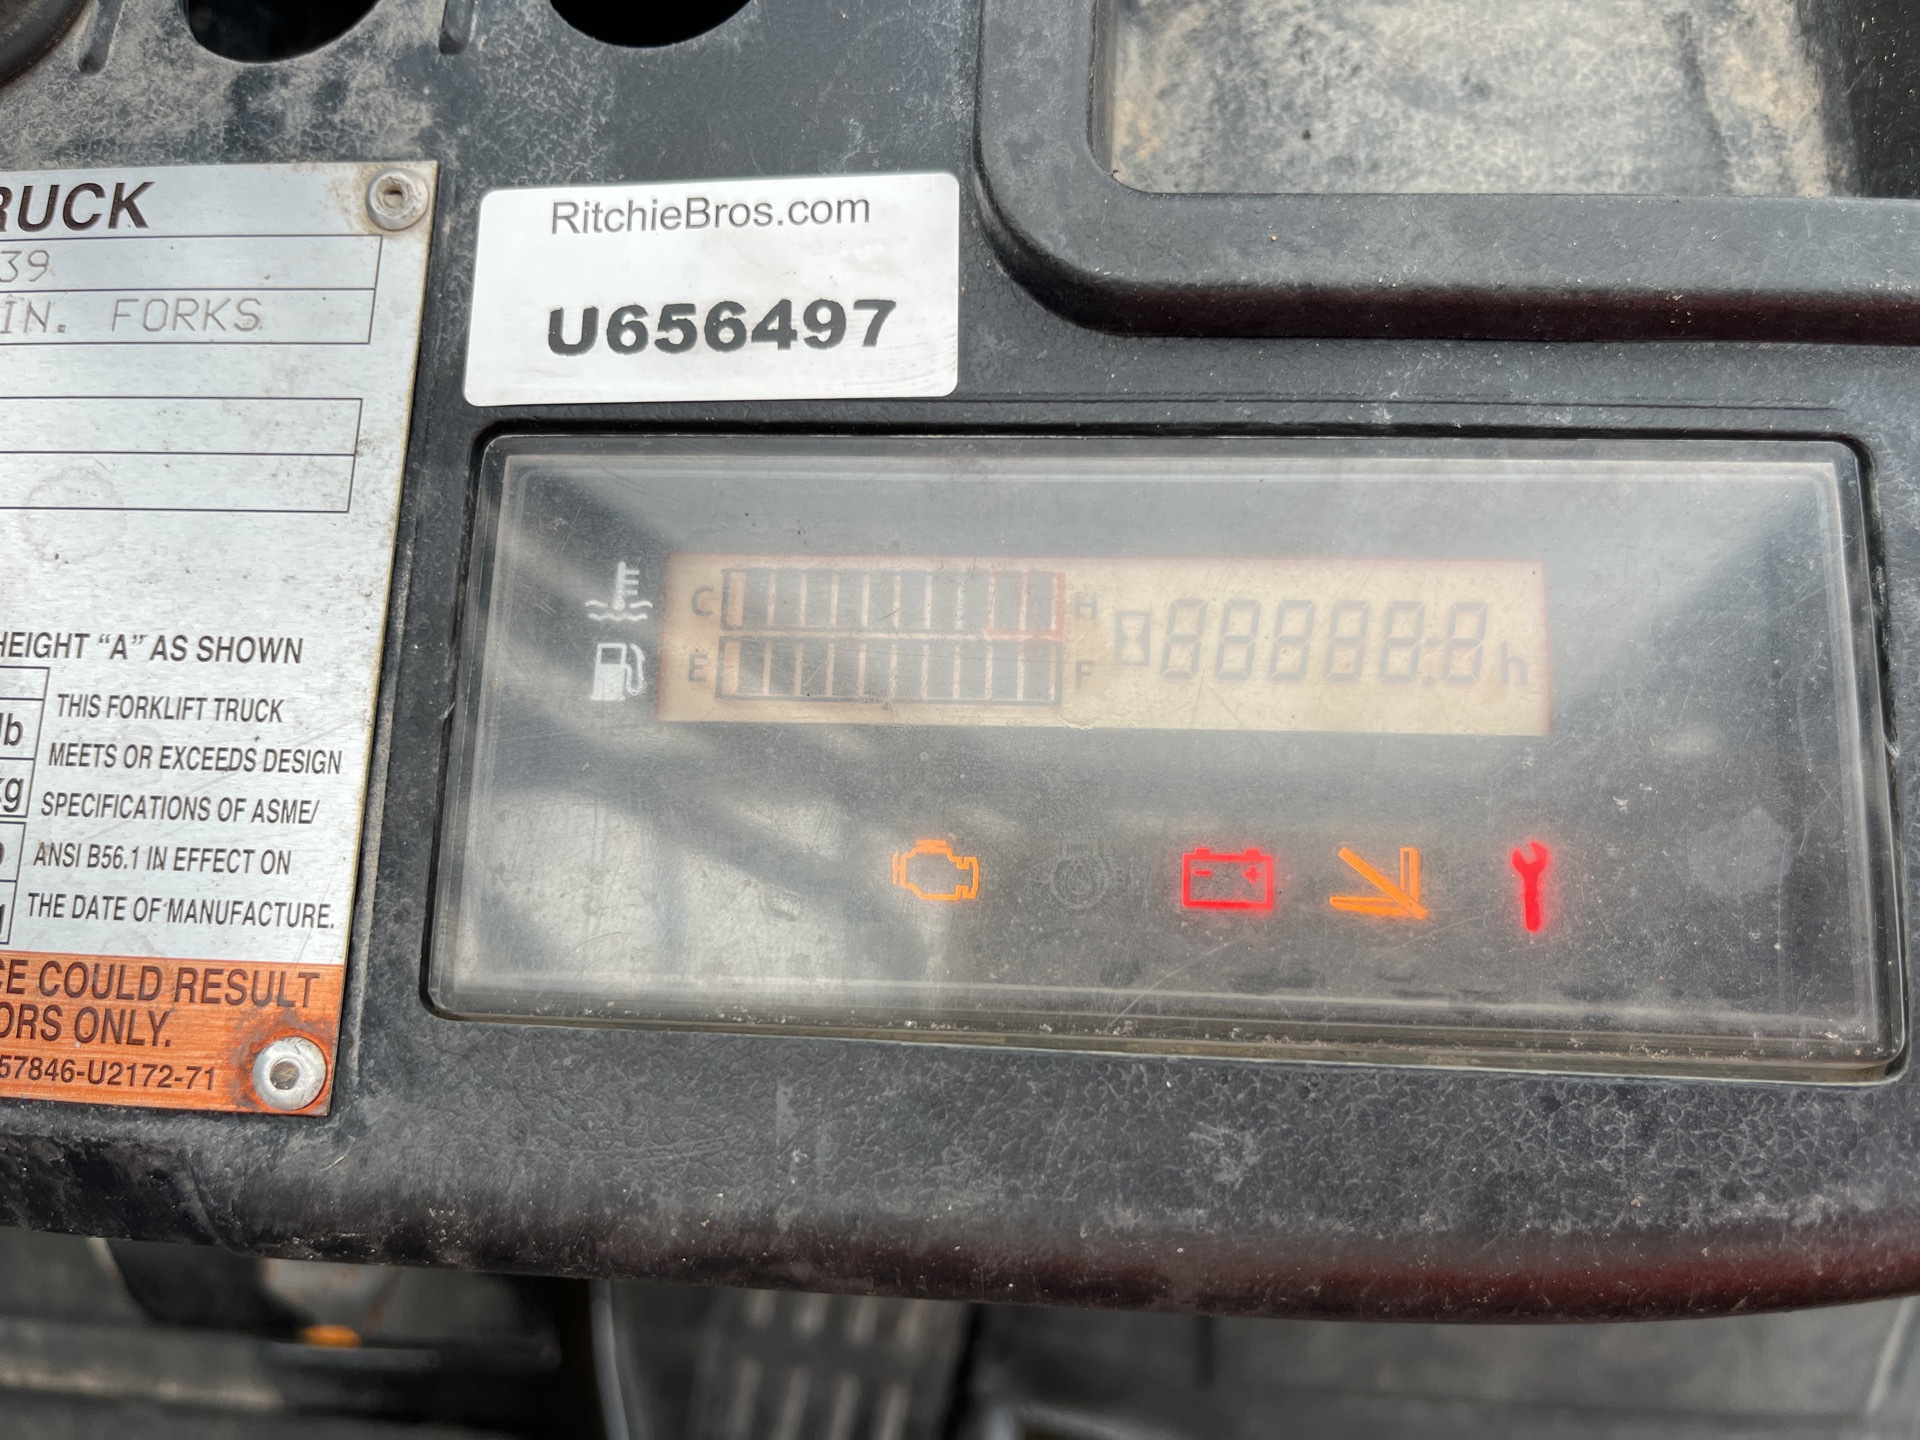 RUCK
39
IN. FORKS
HEIGHT "A" AS SHOWN
lb
kg
THIS FORKLIFT TRUCK
MEETS OR EXCEEDS DESIGN
SPECIFICATIONS OF ASME/
ANSI B56.1 IN EFFECT ON
THE DATE OF MANUFACTURE.
CE COULD RESULT
ORS ONLY.
57846-U2172-71
RitchieBros.com
U656497
C H
E F
888888.8 h